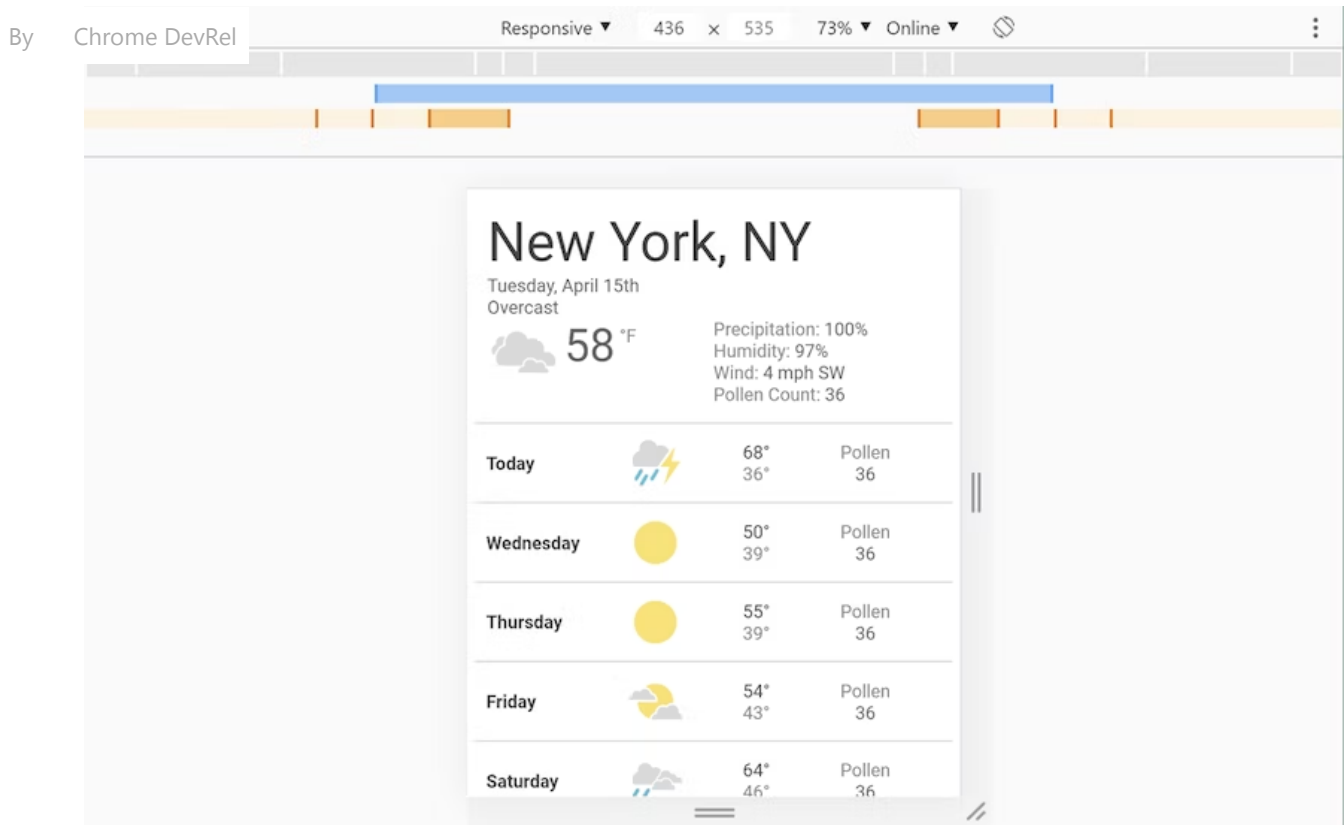 By Chrome DevRel
Responsive ▼ 436 × 535 73% ▼ Online ▼
New York, NY
Tuesday, April 15th
Overcast
58 °F
Precipitation: 100%
Humidity: 97%
Wind: 4 mph SW
Pollen Count: 36
Today 68° Pollen
36° 36
Wednesday 50° Pollen
39° 36
Thursday 55° Pollen
39° 36
Friday 54° Pollen
43° 36
Saturday 64° Pollen
46° 36